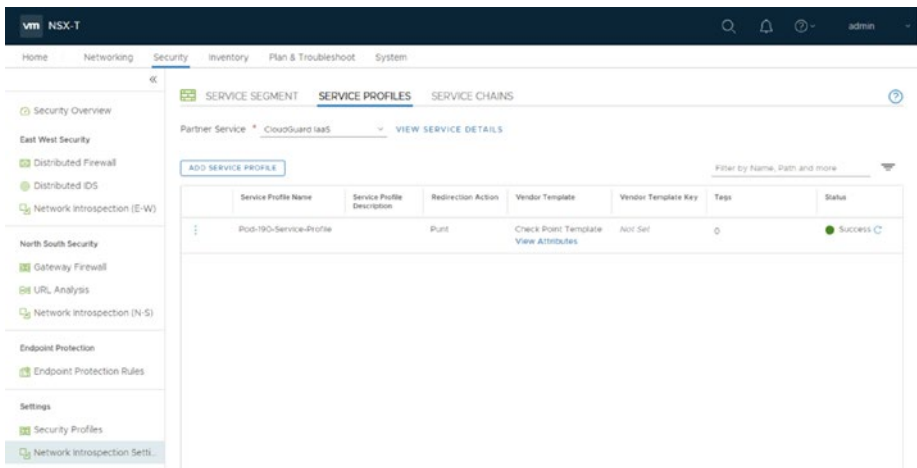 vm NSX-T
admin
Home Networking Security Inventory Plan & Troubleshoot System
Security Overview
East West Security
Distributed Firewall
Distributed IDS
Network Introspection (E-W)
North South Security
Gateway Firewall
URL Analysis
Network Introspection (N-S)
Endpoint Protection
Endpoint Protection Rules
Settings
Security Profiles
Network Introspection Setti...
SERVICE SEGMENT SERVICE PROFILES SERVICE CHAINS
Partner Service * CloudGuard IaaS VIEW SERVICE DETAILS
ADD SERVICE PROFILE Filter by Name, Path and more
Service Profile Name Service Profile Description Redirection Action Vendor Template Vendor Template Key Tags Status
Pod-190-Service-Profile Punt Check Point Template Not Set 0 Success
View Attributes